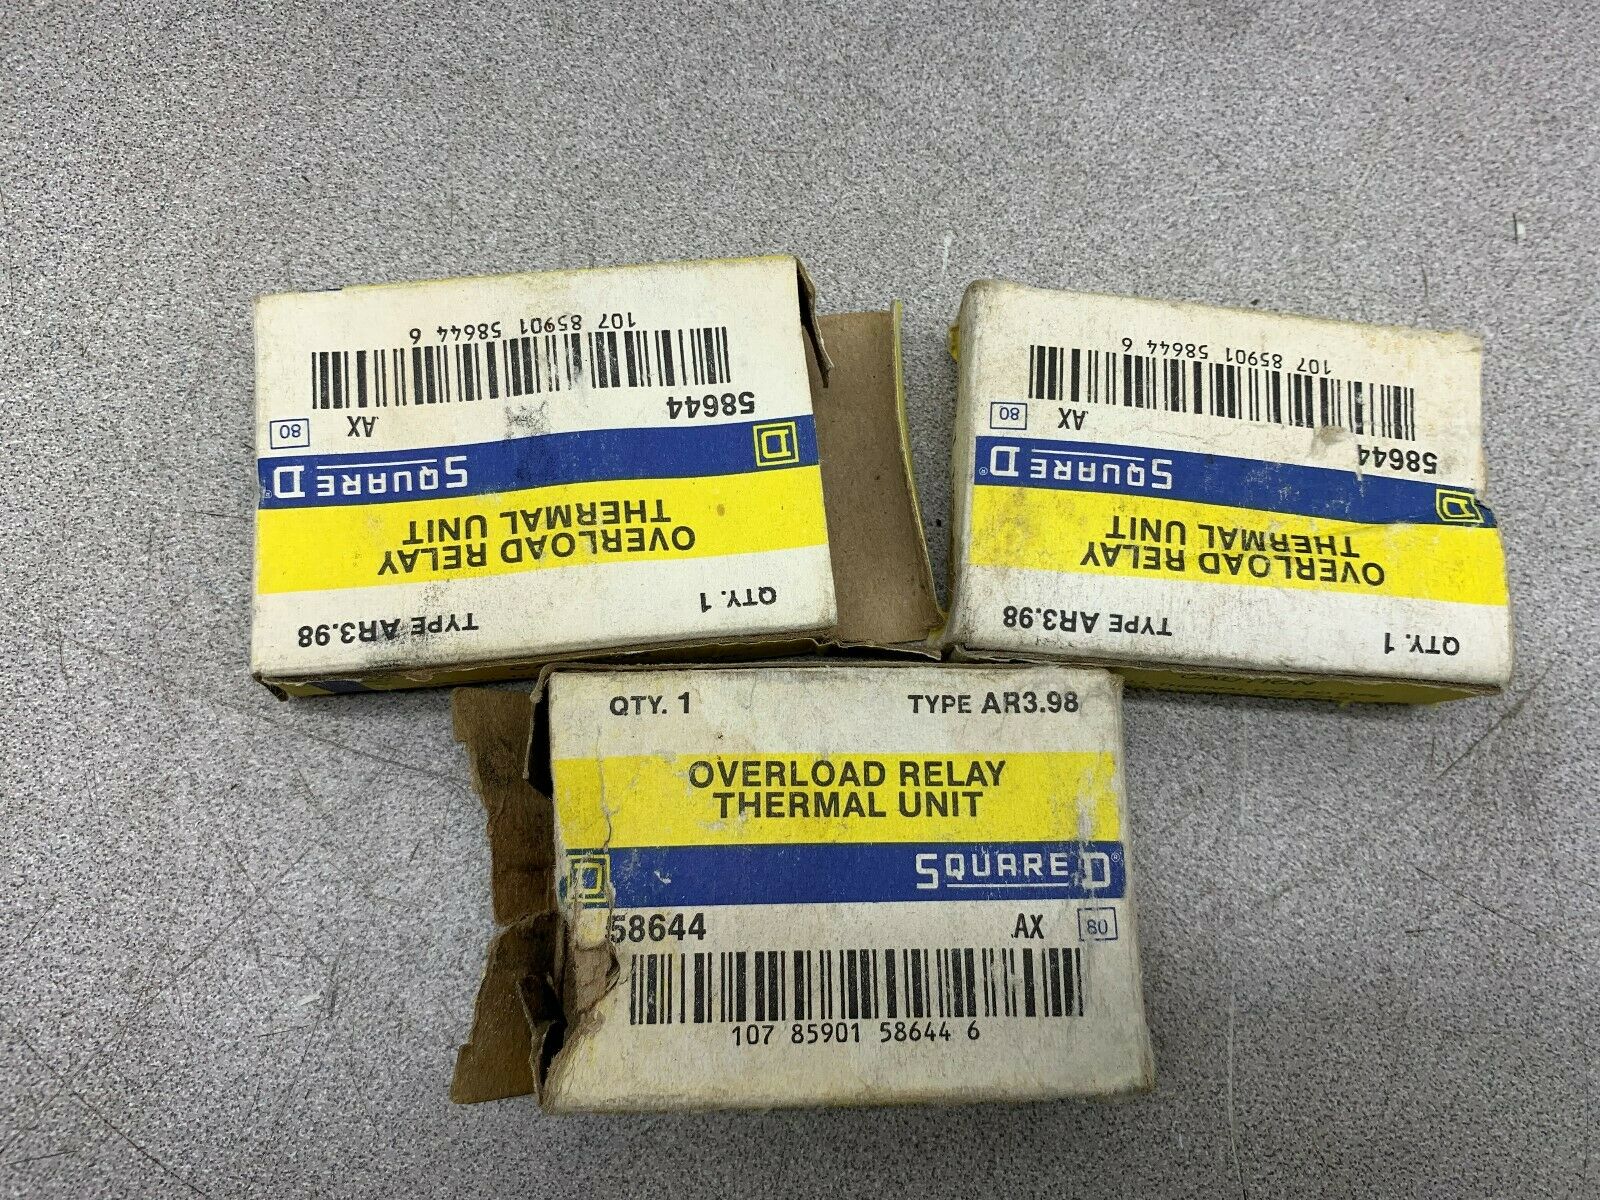 107 85901 58644 6
58644 AX 80
SQUARE D®
OVERLOAD RELAY
THERMAL UNIT
QTY. 1 TYPE AR3.98
107 85901 58644 6
58644 AX 80
SQUARE D®
OVERLOAD RELAY
THERMAL UNIT
QTY. 1 TYPE AR3.98
QTY. 1 TYPE AR3.98
OVERLOAD RELAY
THERMAL UNIT
D SQUARE D®
58644 AX 80
107 85901 58644 6